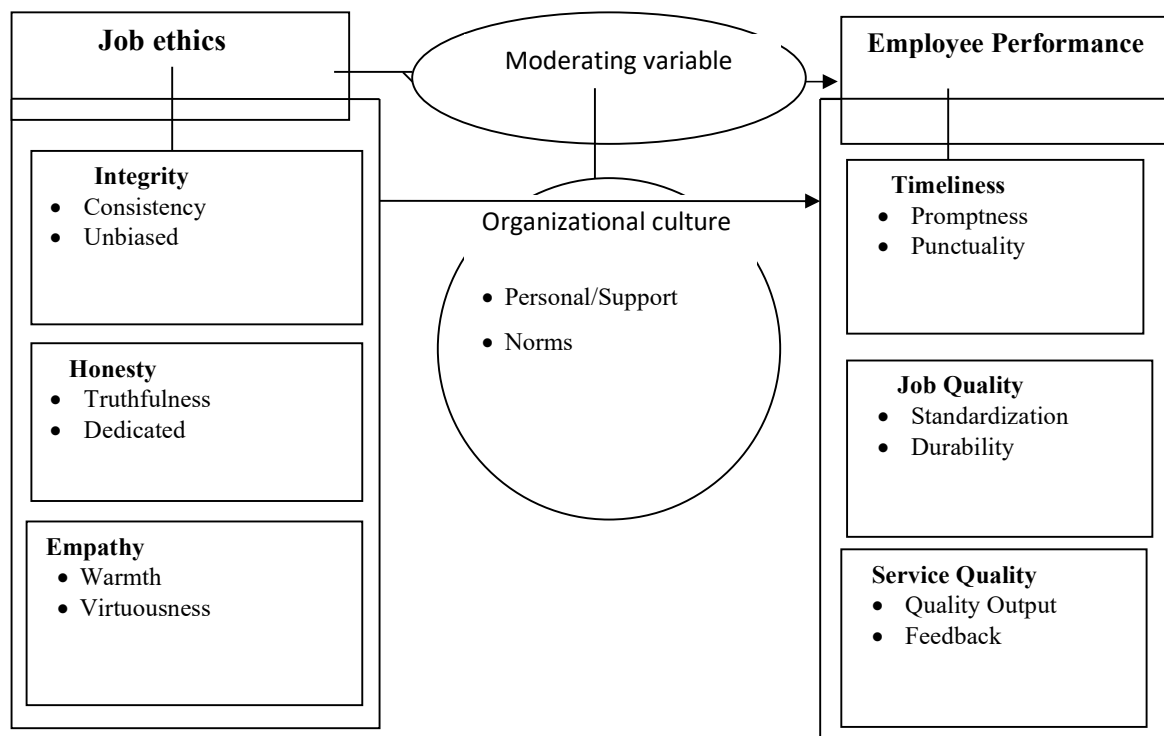 Job ethics
Moderating variable
Employee Performance
Integrity
• Consistency
• Unbiased
Honesty
• Truthfulness
• Dedicated
Empathy
• Warmth
• Virtuousness
Organizational culture
• Personal/Support
• Norms
Timeliness
• Promptness
• Punctuality
Job Quality
• Standardization
• Durability
Service Quality
• Quality Output
• Feedback